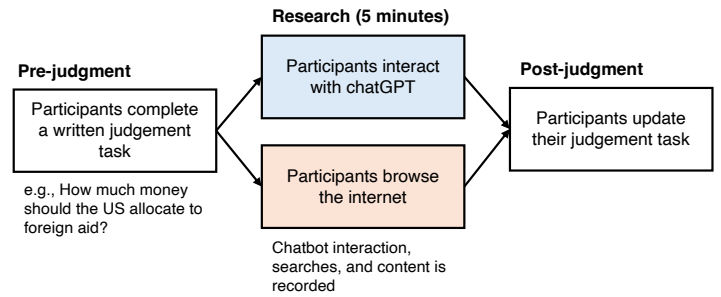 Research (5 minutes)
Pre-judgment
Participants complete
a written judgement
task
e.g., How much money
should the US allocate to
foreign aid?
Participants interact
with chatGPT
Participants browse
the internet
Chatbot interaction,
searches, and content is
recorded
Post-judgment
Participants update
their judgement task